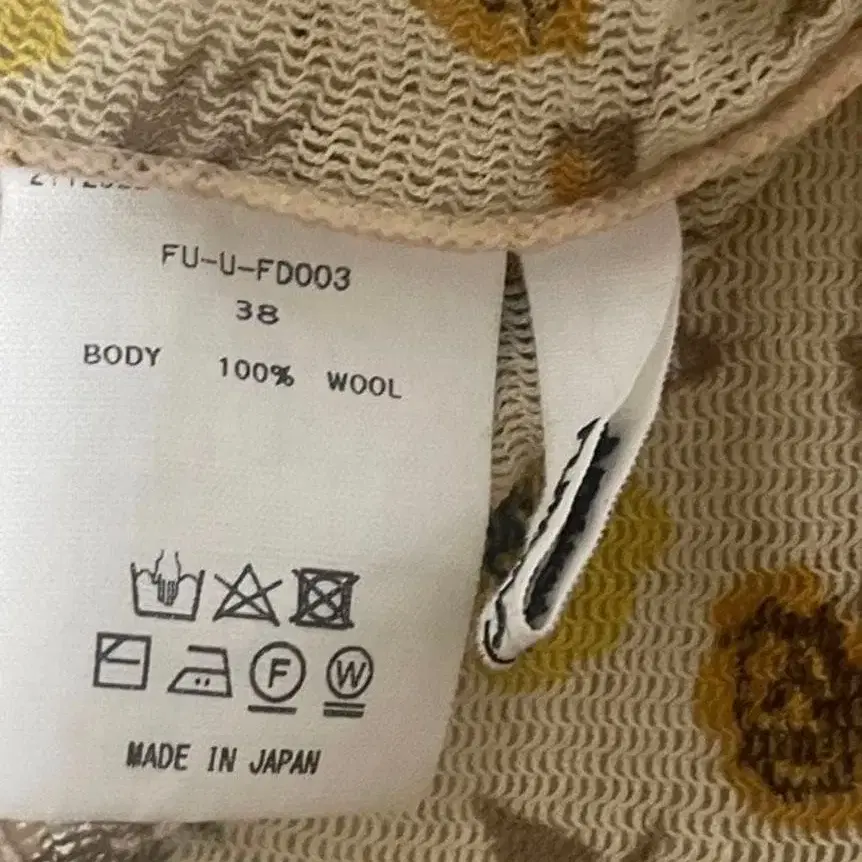 FU-U-FD003
38
BODY 100% WOOL
F W
MADE IN JAPAN